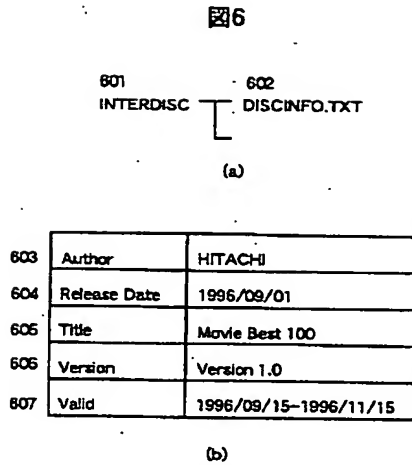 図6
601 602
INTERDISC DISCINFO.TXT
(a)
603 Author HITACHI
604 Release Date 1996/09/01
605 Title Movie Best 100
606 Version Version 1.0
607 Valid 1996/09/15-1996/11/15
(b)